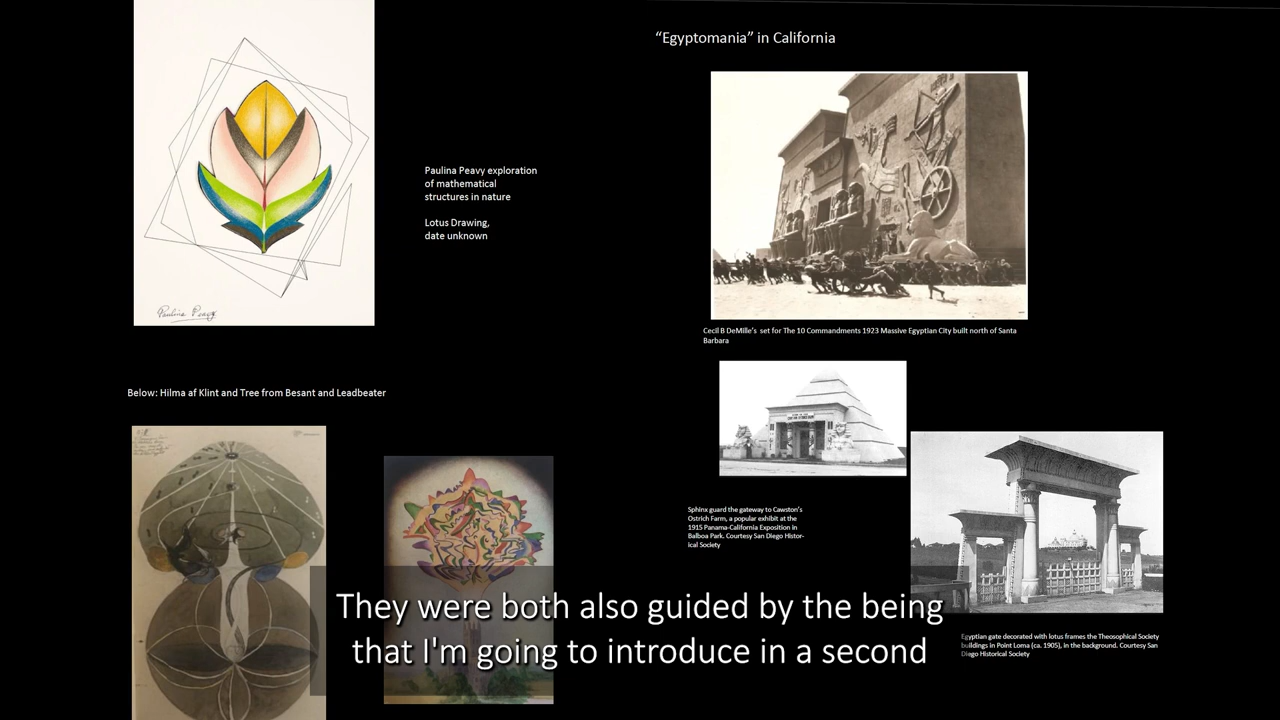 "Egyptomania" in California
Paulina Peavy exploration
of mathematical
structures in nature
Lotus Drawing,
date unknown
Paulina Peavy
Cecil B DeMille's set for The 10 Commandments 1923 Massive Egyptian City built north of Santa
Barbara
Below: Hilma af Klint and Tree from Besant and Leadbeater
Sphinx guard the gateway to Cawston's
Ostrich Farm, a popular exhibit at the
1915 Panama-California Exposition in
Balboa Park. Courtesy San Diego Histor-
ical Society
They were both also guided by the being
that I'm going to introduce in a second
Egyptian gate decorated with lotus frames the Theosophical Society
buildings in Point Loma (ca. 1905), in the background. Courtesy San
Diego Historical Society